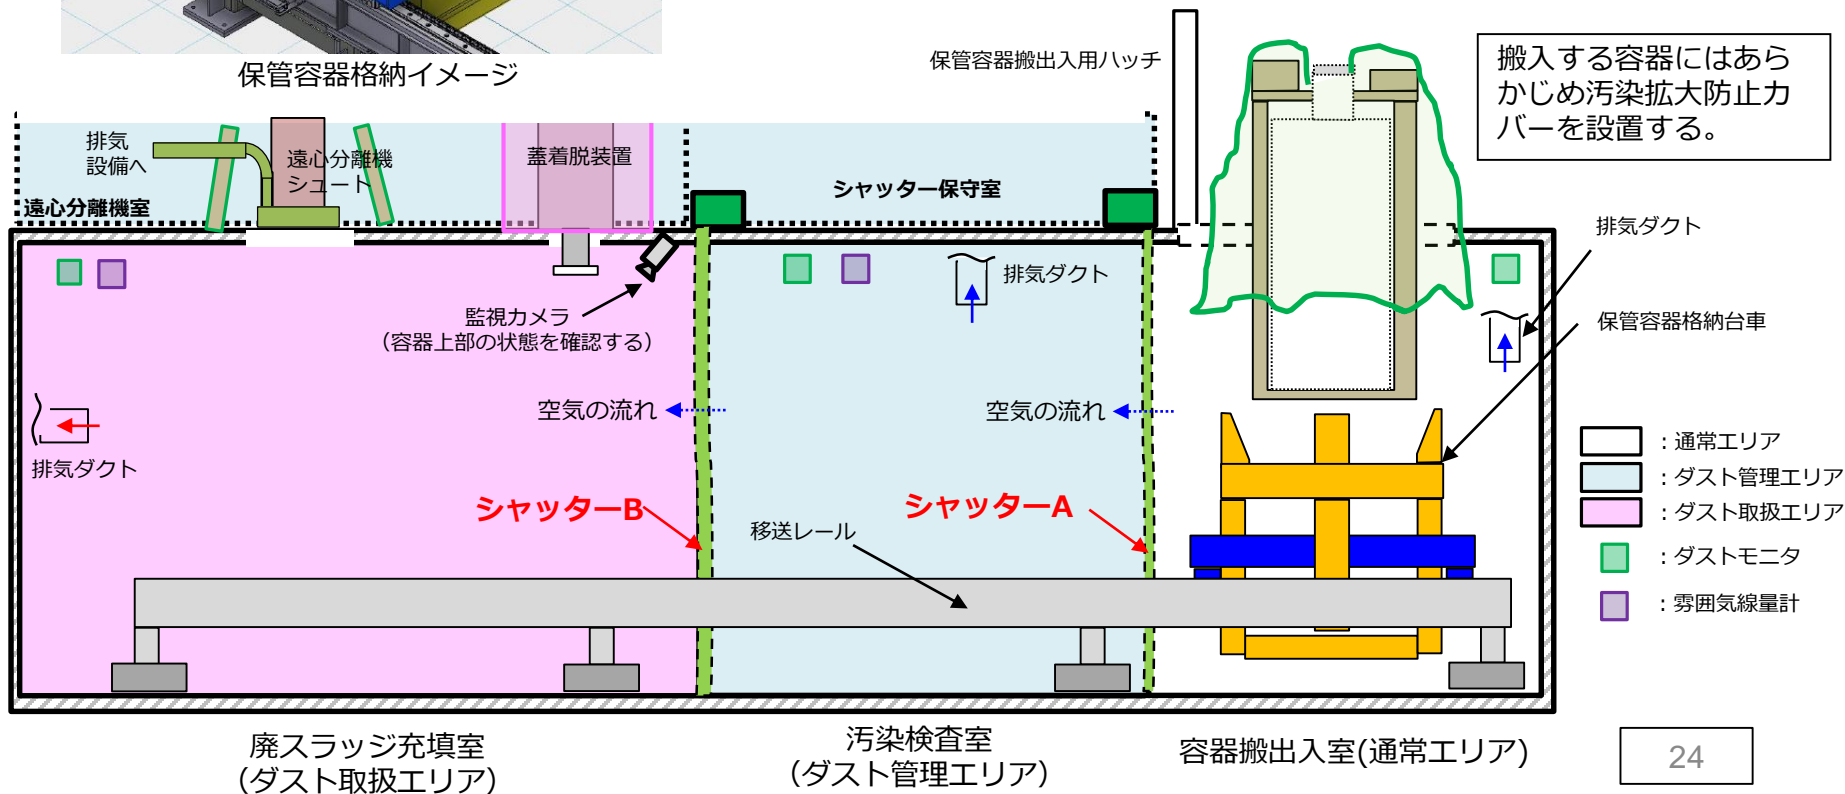 保管容器格納イメージ
保管容器搬出入用ハッチ
搬入する容器にはあら
かじめ汚染拡大防止カ
バーを設置する。
排気
設備へ
遠心分離機
シュート
蓋着脱装置
シャッター保守室
遠心分離機室
排気ダクト
排気ダクト
監視カメラ
（容器上部の状態を確認する）
保管容器格納台車
空気の流れ
空気の流れ
排気ダクト
シャッターB
シャッターA
移送レール
：通常エリア
：ダスト管理エリア
：ダスト取扱エリア
：ダストモニタ
：雰囲気線量計
廃スラッジ充填室
（ダスト取扱エリア）
汚染検査室
（ダスト管理エリア）
容器搬出入室(通常エリア)
24